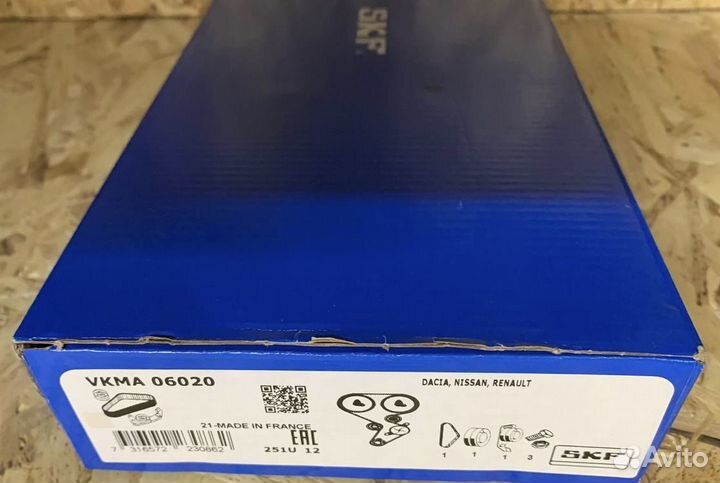 SKF
VKMA 06020
DACIA, NISSAN, RENAULT
21-MADE IN FRANCE
EAC
251U 12
7 316572 230862
1 1 1 3
SKF
Avito